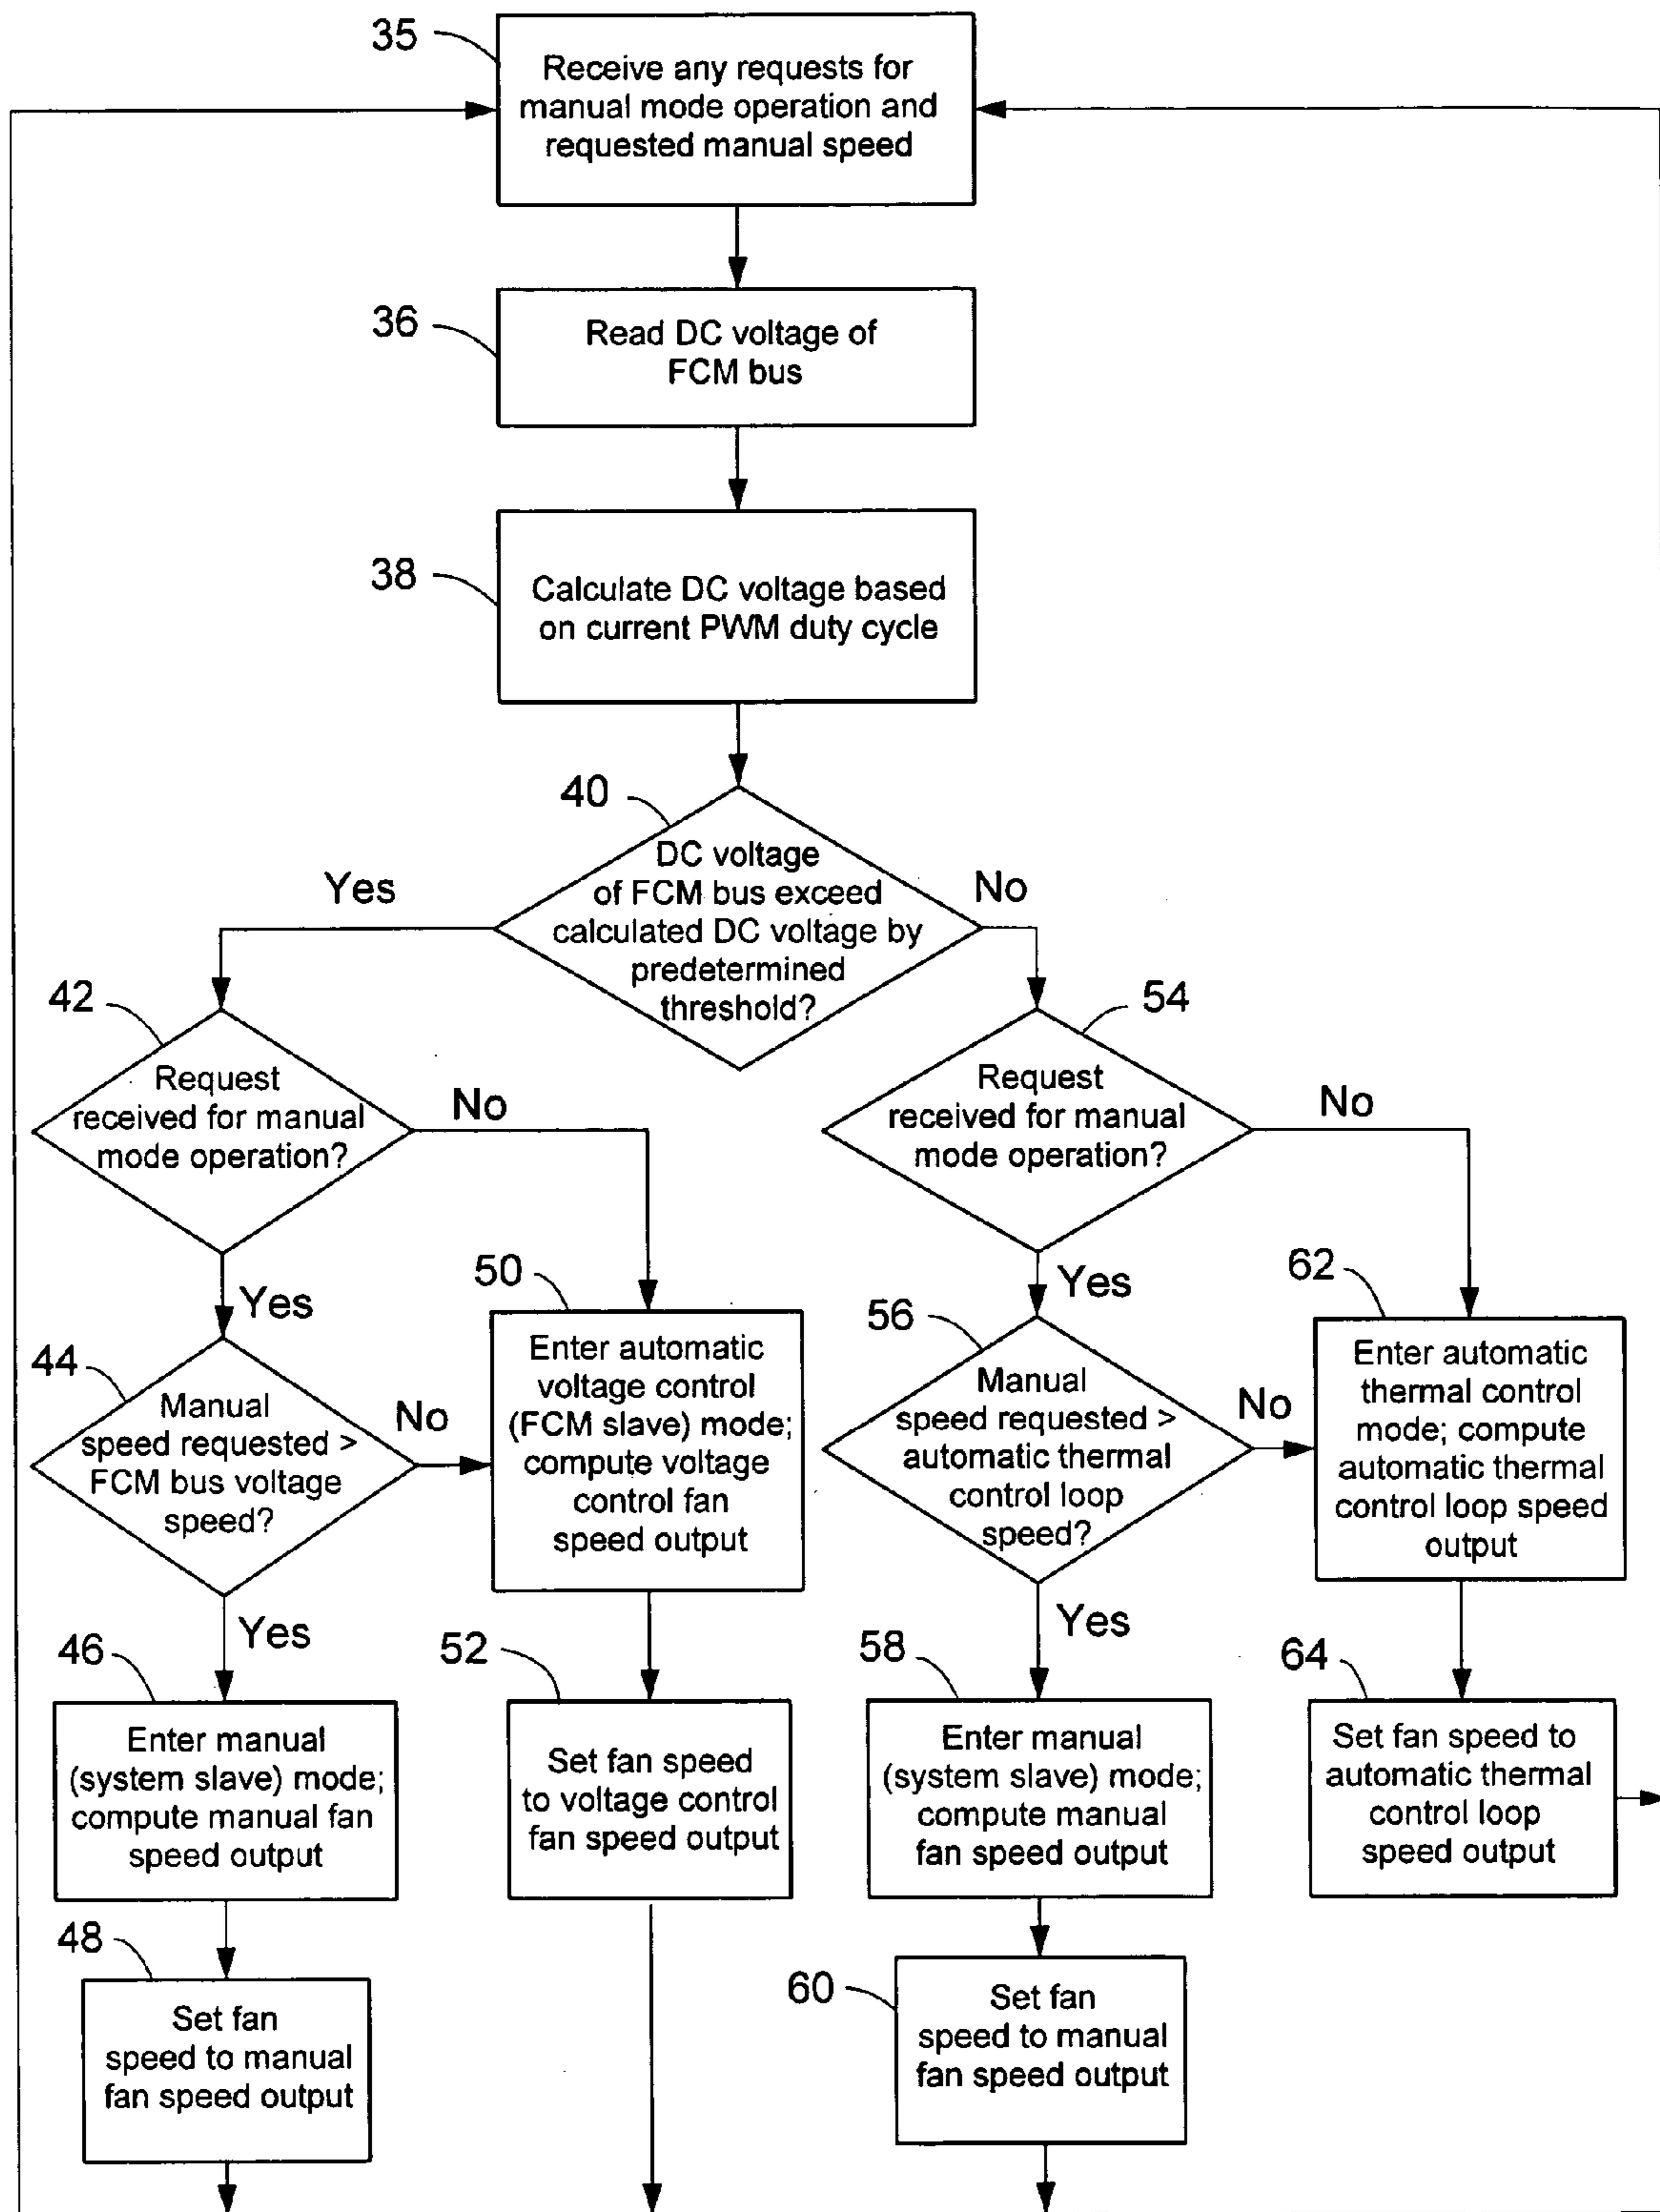 35
Receive any requests for
manual mode operation and
requested manual speed
36
Read DC voltage of
FCM bus
38
Calculate DC voltage based
on current PWM duty cycle
40
DC voltage
of FCM bus exceed
calculated DC voltage by
predetermined
threshold?
Yes
No
42
Request
received for manual
mode operation?
No
Yes
54
Request
received for manual
mode operation?
No
Yes
44
Manual
speed requested >
FCM bus voltage
speed?
No
Yes
50
Enter automatic
voltage control
(FCM slave) mode;
compute voltage
control fan
speed output
56
Manual
speed requested >
automatic thermal
control loop
speed?
No
Yes
62
Enter automatic
thermal control
mode; compute
automatic thermal
control loop speed
output
46
Enter manual
(system slave) mode;
compute manual fan
speed output
52
Set fan speed
to voltage control
fan speed output
58
Enter manual
(system slave) mode;
compute manual
fan speed output
64
Set fan speed to
automatic thermal
control loop
speed output
48
Set fan
speed to manual
fan speed output
60
Set fan
speed to manual
fan speed output